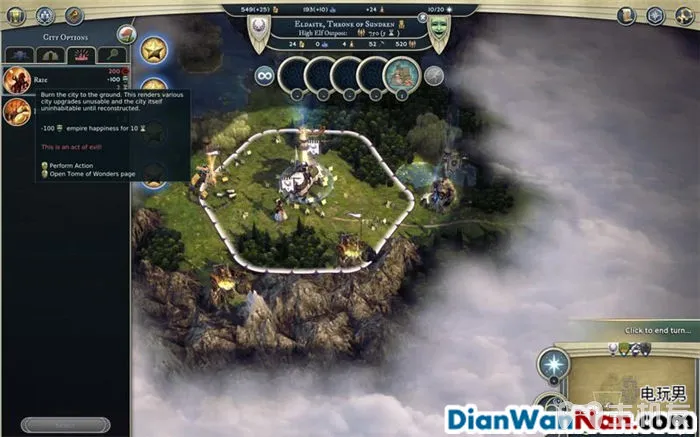 549(+25)
193(+10)
+24
10/20
Eldaste, Throne of Sundren
High Elf Outpost:
24
0
5
52
520
City Options
Raze
200
-100
Burn the city to the ground. This renders various
city upgrades unusable and the city itself
uninhabitable until reconstructed.
-100 empire happiness for 10
This is an act of evil!
Perform Action
Open Tome of Wonders page
Click to end turn...
电玩男
DianWanNan.com